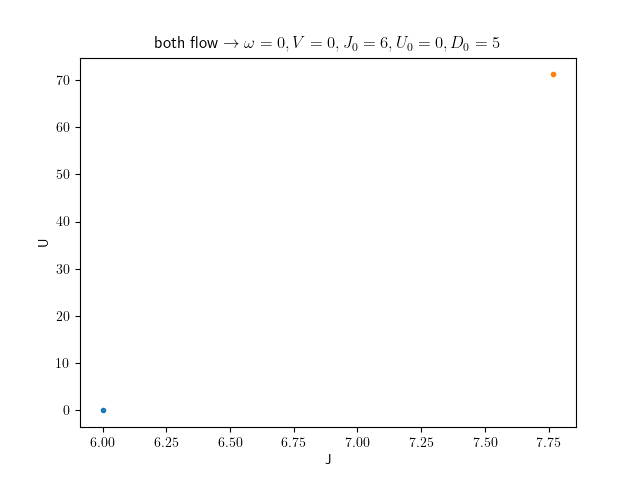 both flow → ω = 0, V = 0, J₀ = 6, U₀ = 0, D₀ = 5
70
60
50
40
30
20
10
0
U
6.00 6.25 6.50 6.75 7.00 7.25 7.50 7.75
J